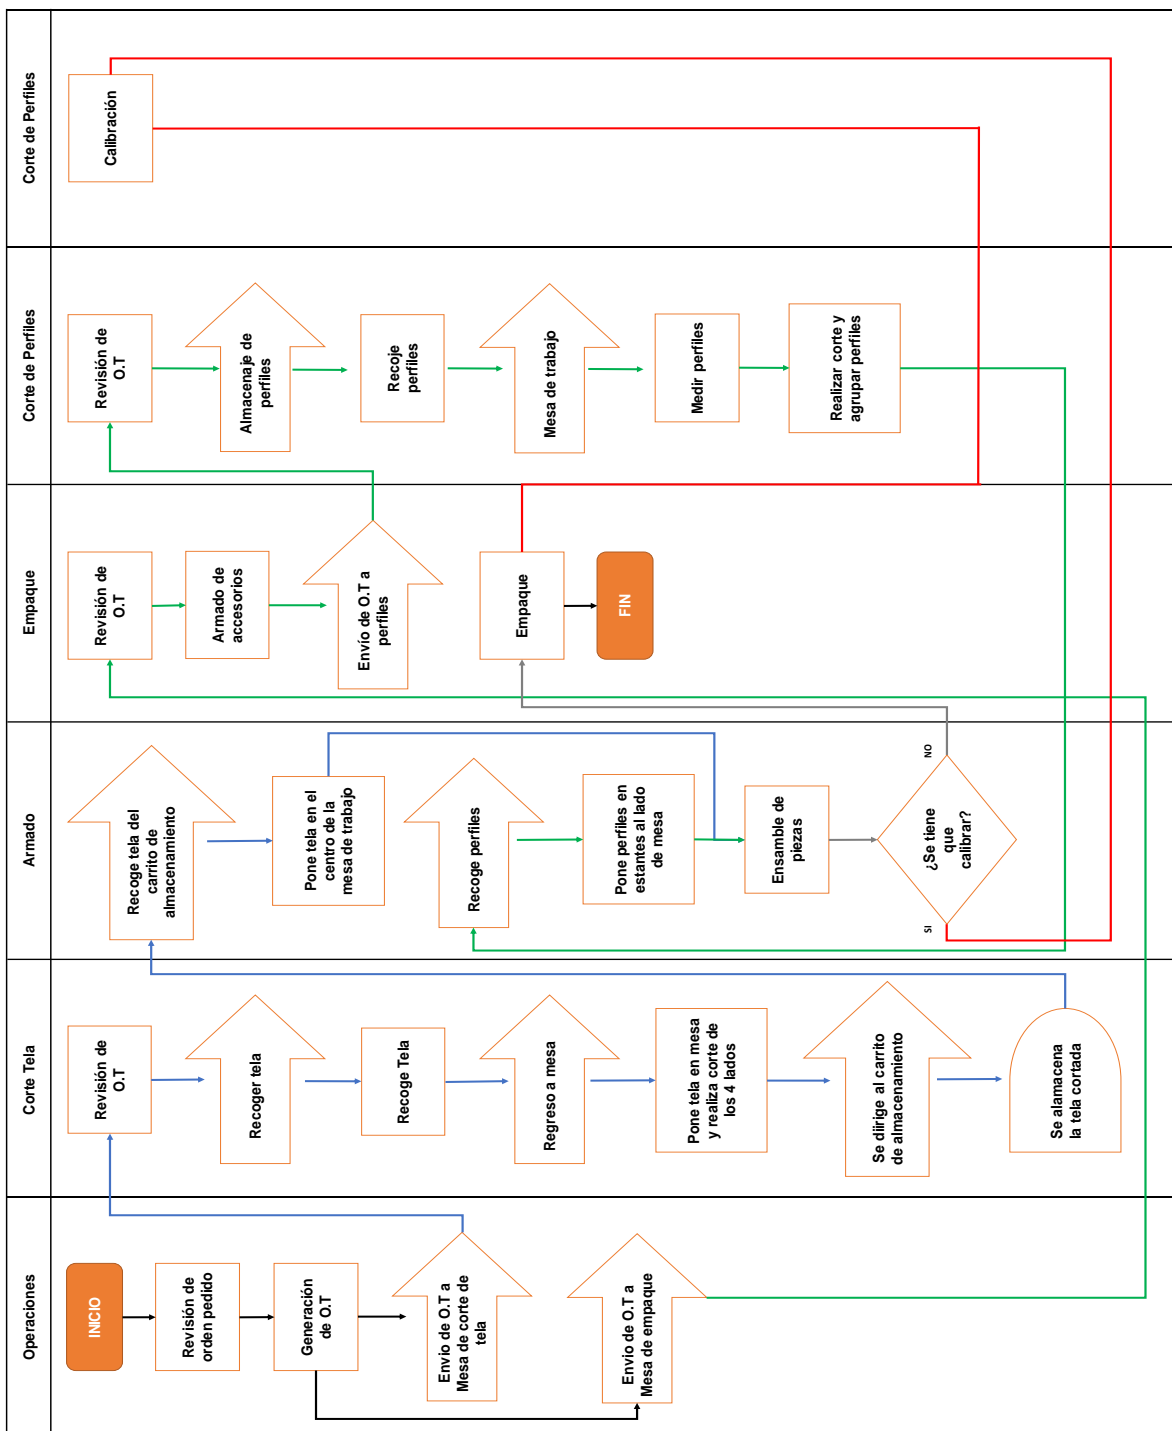 Operaciones
INICIO
Revisión de
orden pedido
Generación
de O.T
Envio de O.T a
Mesa de corte de
tela
Envio de O.T a
Mesa de empaque
Corte Tela
Revisión de
O.T
Recoger tela
Recoge Tela
Regreso a mesa
Pone tela en mesa
y realiza corte de
los 4 lados
Se diirige al carrito
de almacenamiento
Se alamacena
la tela cortada
Armado
Recoge tela del
carrito de
almacenamiento
Pone tela en el
centro de la
mesa de trabajo
Recoge perfiles
Pone perfiles en
estantes al lado
de mesa
Ensamble de
piezas
¿Se tiene
que
calibrar?
SI
NO
Empaque
Revisión de
O.T
Armado de
accesorios
Envío de O.T a
perfiles
Empaque
FIN
Corte de Perfiles
Revisión de
O.T
Almacenaje de
perfiles
Recoje
perfiles
Mesa de trabajo
Medir perfiles
Realizar corte y
agrupar perfiles
Corte de Perfiles
Calibración